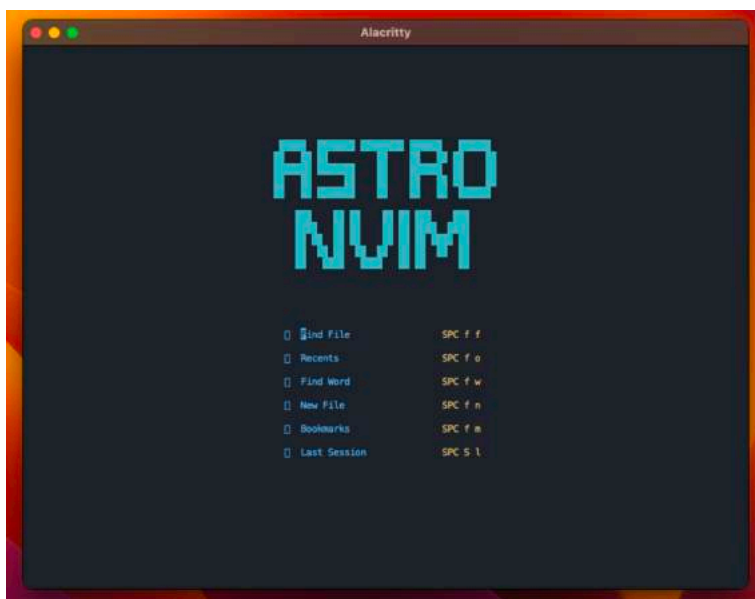 Alacritty
ASTRO
NVIM
Find File SPC f f
Recents SPC f o
Find Word SPC f w
New File SPC f n
Bookmarks SPC f m
Last Session SPC S l